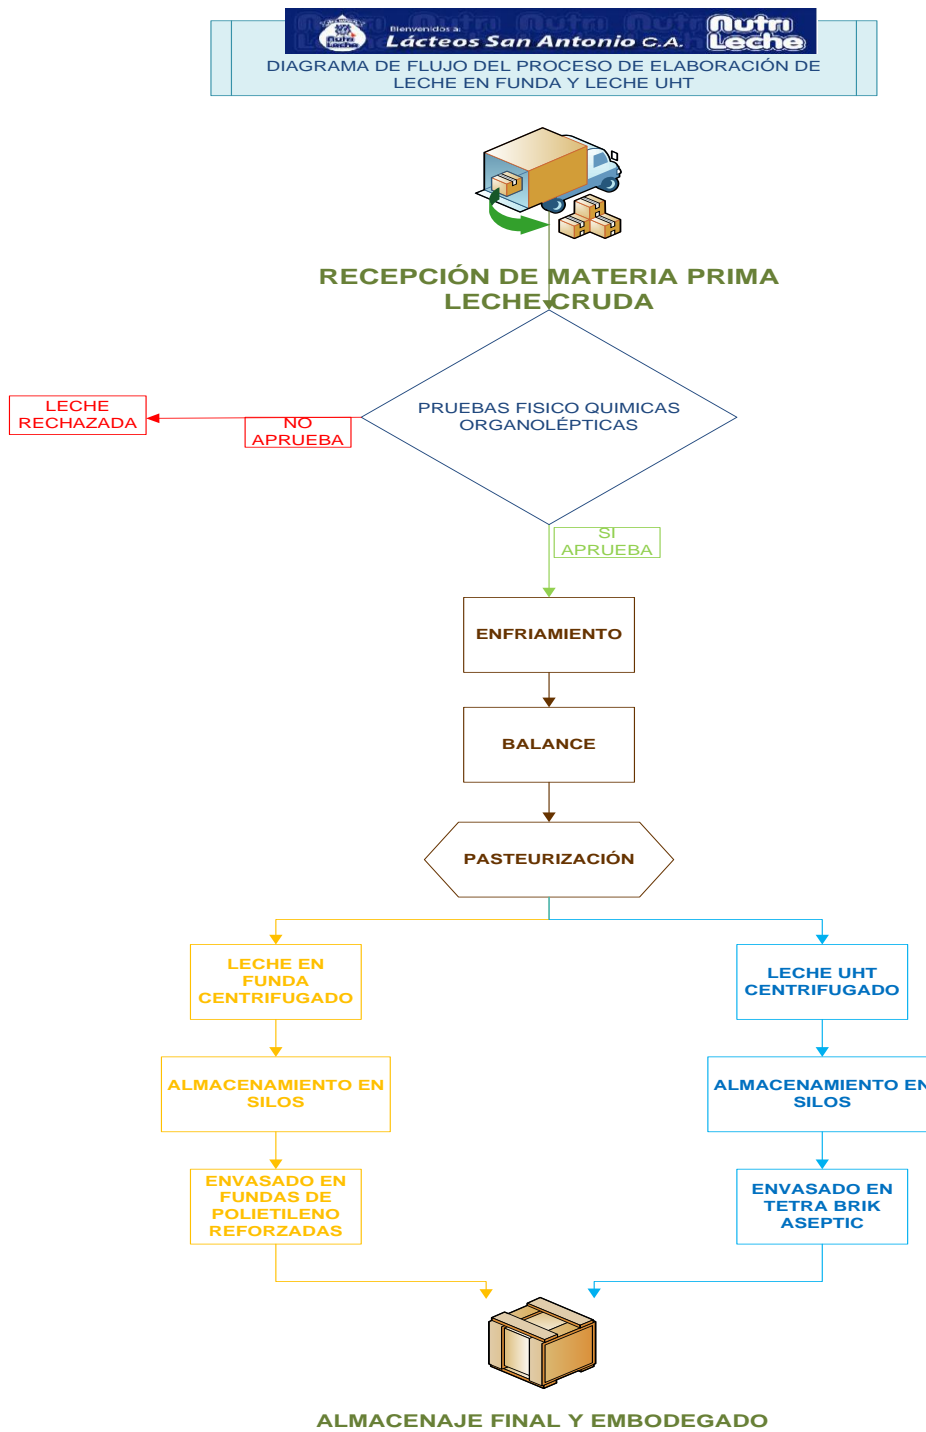 Bienvenidos a:
Lácteos San Antonio C.A.
Nutri
Leche
Nutri
Leche
DIAGRAMA DE FLUJO DEL PROCESO DE ELABORACIÓN DE
LECHE EN FUNDA Y LECHE UHT
RECEPCIÓN DE MATERIA PRIMA
LECHE CRUDA
PRUEBAS FISICO QUIMICAS
ORGANOLÉPTICAS
LECHE
RECHAZADA
NO
APRUEBA
SI
APRUEBA
ENFRIAMIENTO
BALANCE
PASTEURIZACIÓN
LECHE EN
FUNDA
CENTRIFUGADO
LECHE UHT
CENTRIFUGADO
ALMACENAMIENTO EN
SILOS
ALMACENAMIENTO EN
SILOS
ENVASADO EN
FUNDAS DE
POLIETILENO
REFORZADAS
ENVASADO EN
TETRA BRIK
ASEPTIC
ALMACENAJE FINAL Y EMBODEGADO